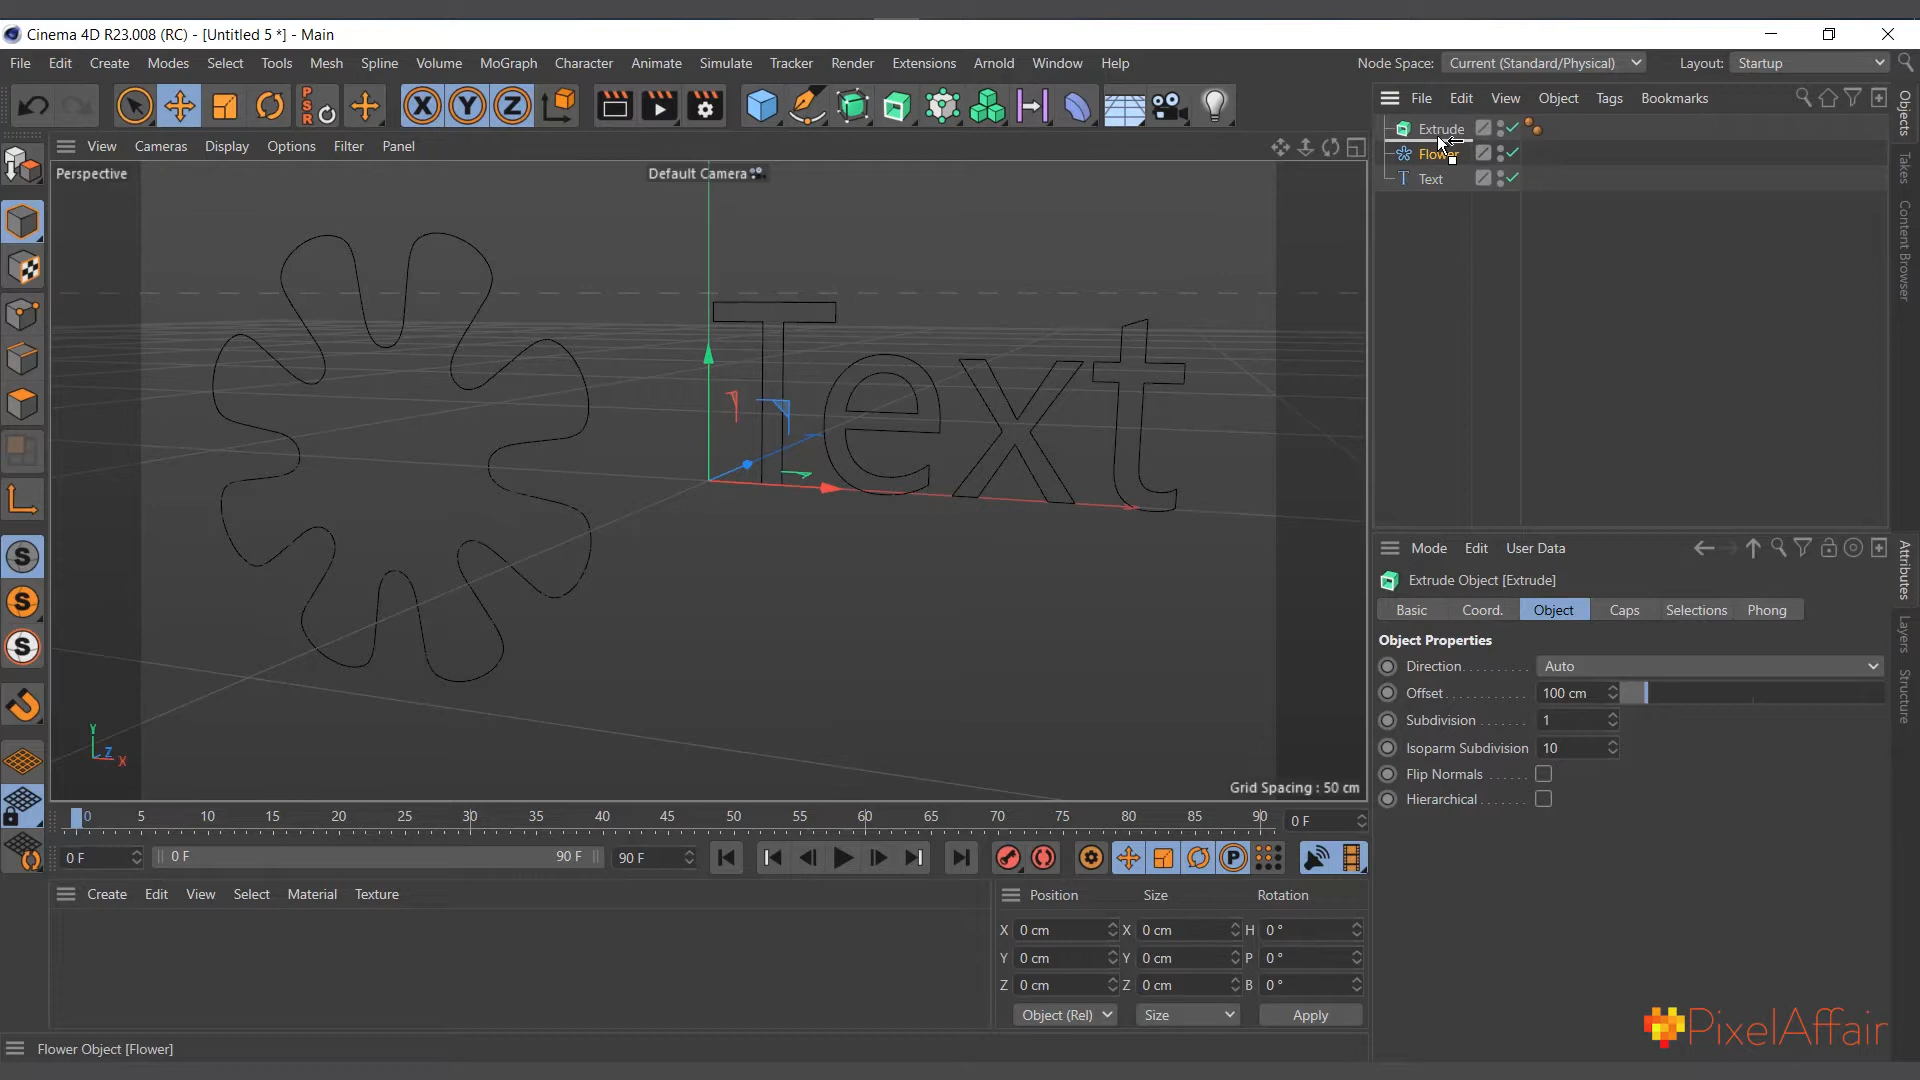 Cinema 4D R23.008 (RC) - [Untitled 5 *] - Main
File Edit Create Modes Select Tools Mesh Spline Volume MoGraph Character Animate Simulate Tracker Render Extensions Arnold Window Help
Node Space: Current (Standard/Physical) Layout: Startup
X Y Z
PSR
File Edit View Object Tags Bookmarks
Extrude
Flower
Text
Objects
Takes
Content Browser
View Cameras Display Options Filter Panel
Perspective
Default Camera
Text
Y
Z
X
Grid Spacing : 50 cm
S
S
S
Mode Edit User Data
Extrude Object [Extrude]
Basic Coord. Object Caps Selections Phong
Object Properties
Direction Auto
Offset 100 cm
Subdivision 1
Isoparm Subdivision 10
Flip Normals
Hierarchical
Attributes
Layers
Structure
0 5 10 15 20 25 30 35 40 45 50 55 60 65 70 75 80 85 90 0 F
0 F 0 F 90 F 90 F
P
Create Edit View Select Material Texture
Position Size Rotation
X 0 cm X 0 cm H 0 °
Y 0 cm Y 0 cm P 0 °
Z 0 cm Z 0 cm B 0 °
Object (Rel) Size Apply
Flower Object [Flower]
PixelAffair